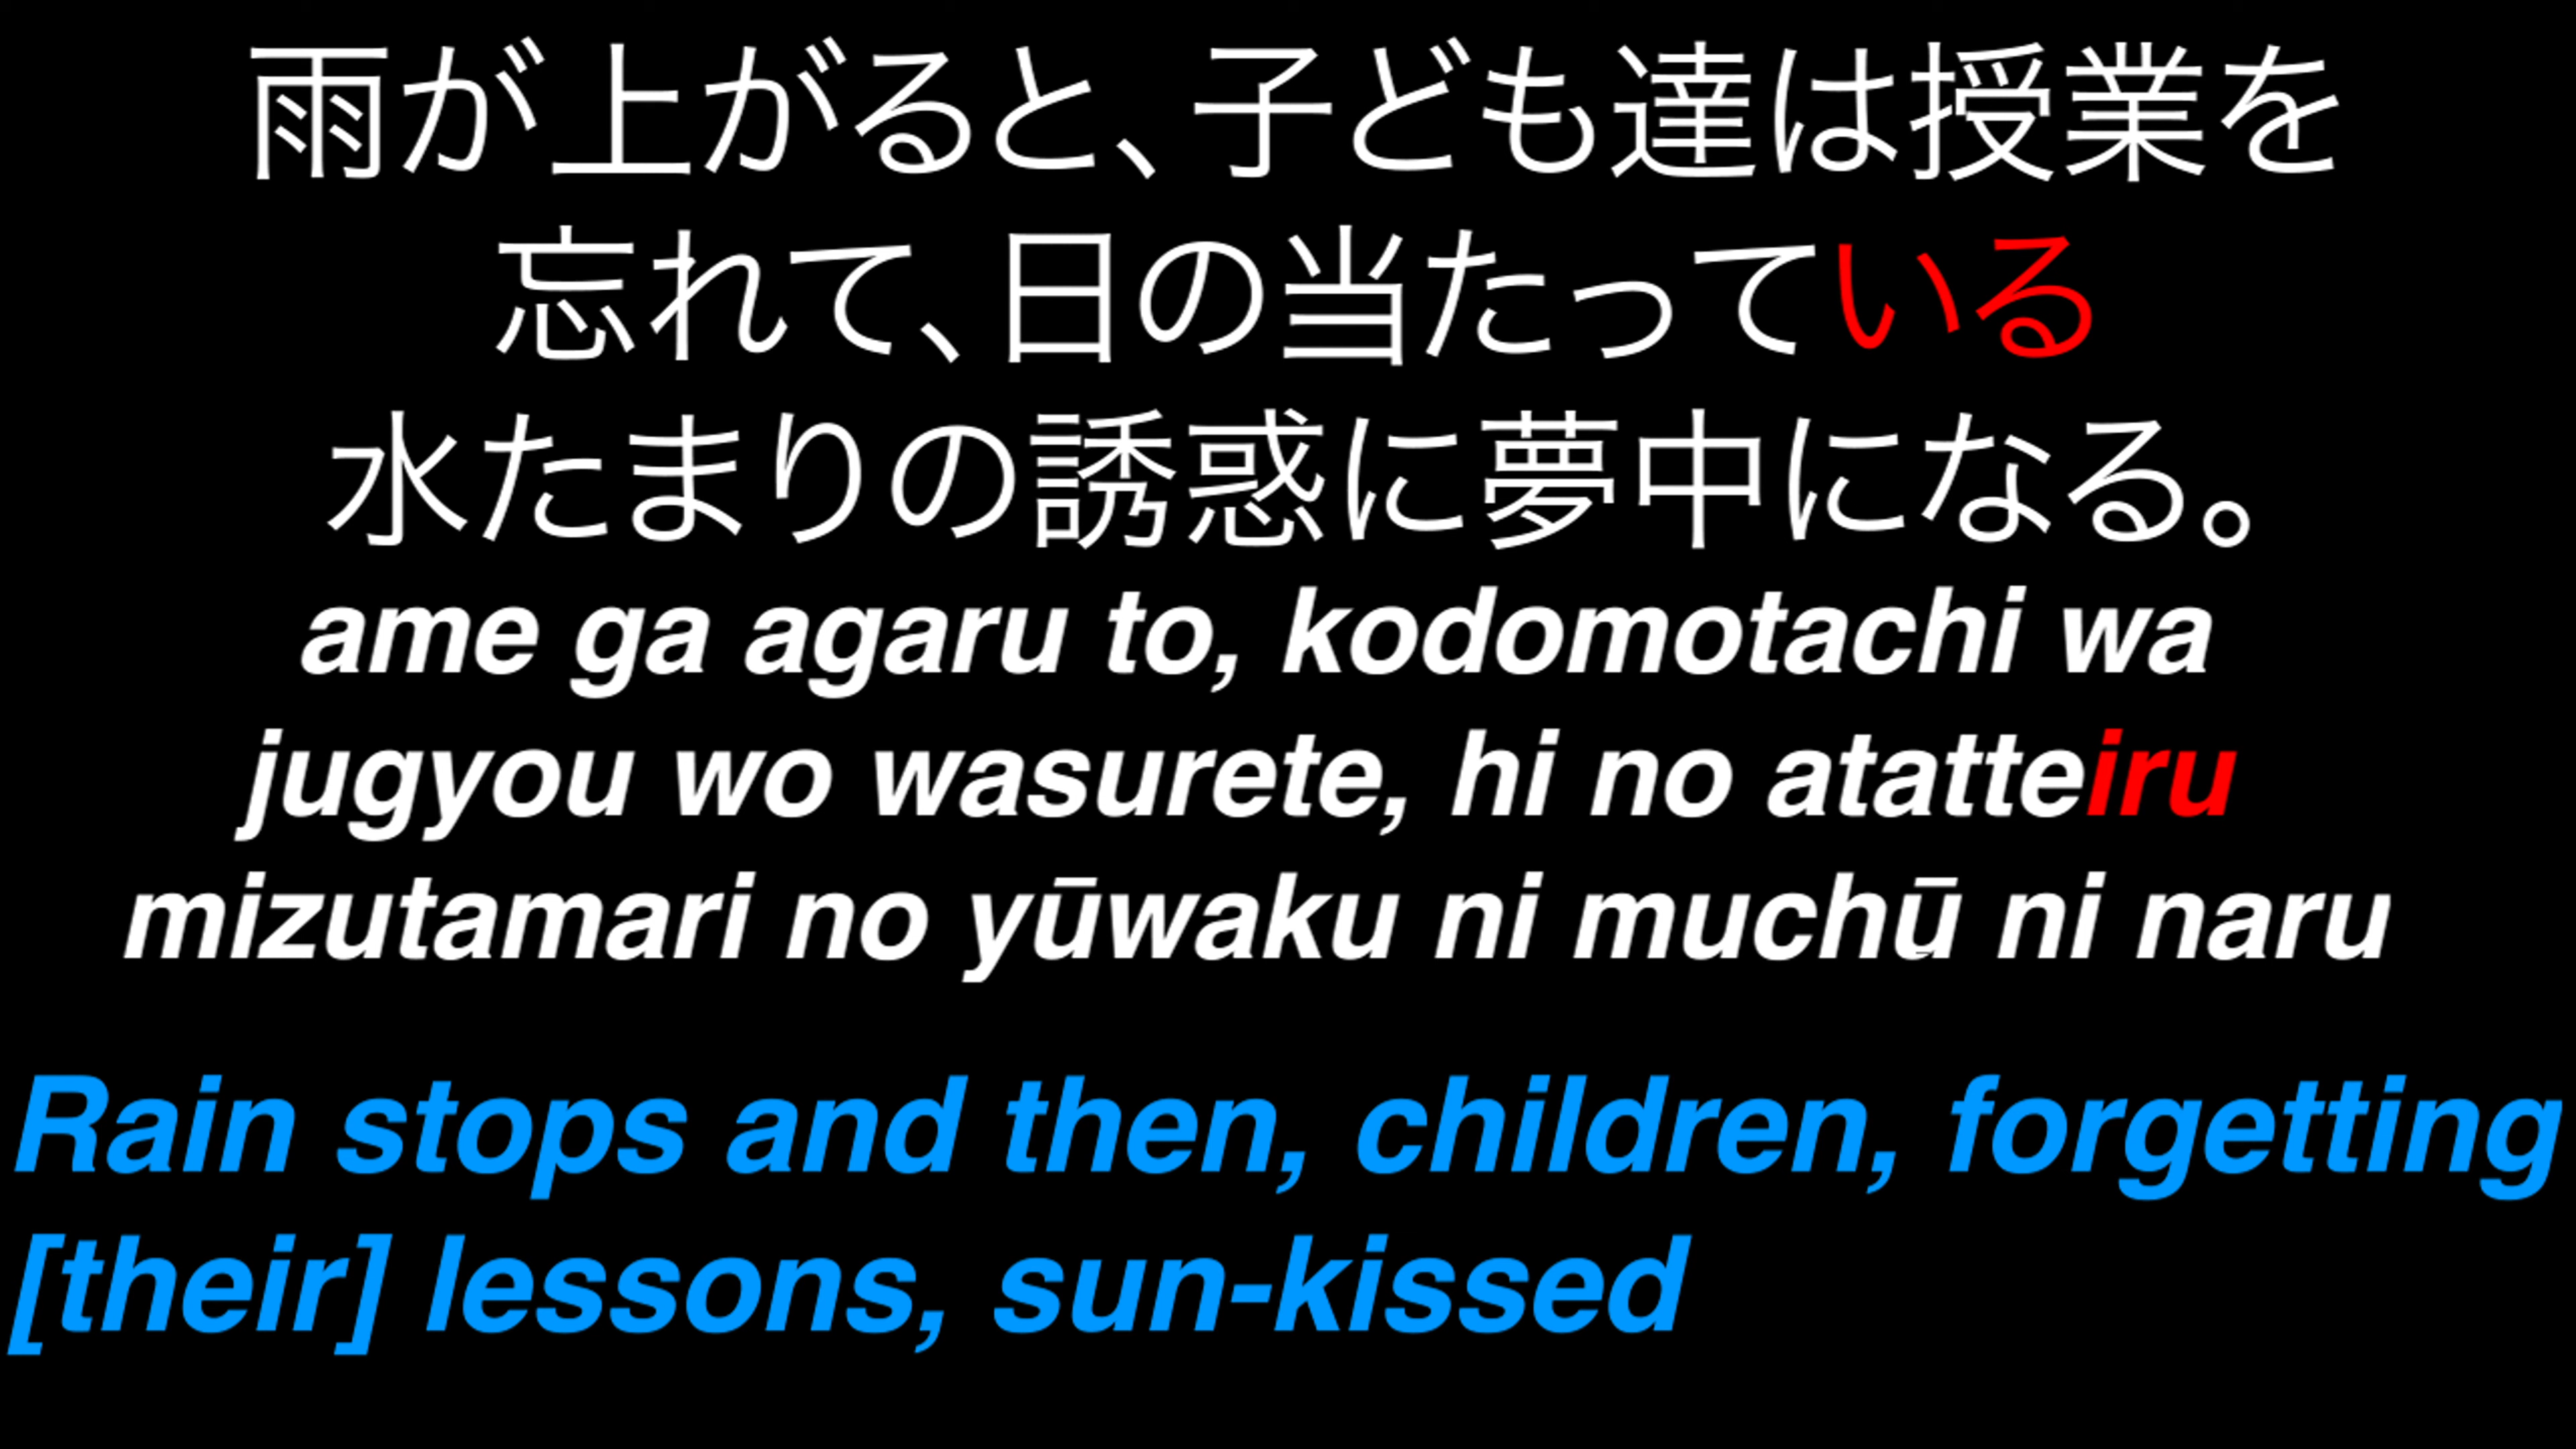 雨が上がると、子ども達は授業を
忘れて、日の当たっている
水たまりの誘惑に夢中になる。
ame ga agaru to, kodomotachi wa
jugyou wo wasurete, hi no atatteiru
mizutamari no yūwaku ni muchū ni naru
Rain stops and then, children, forgetting
[their] lessons, sun-kissed